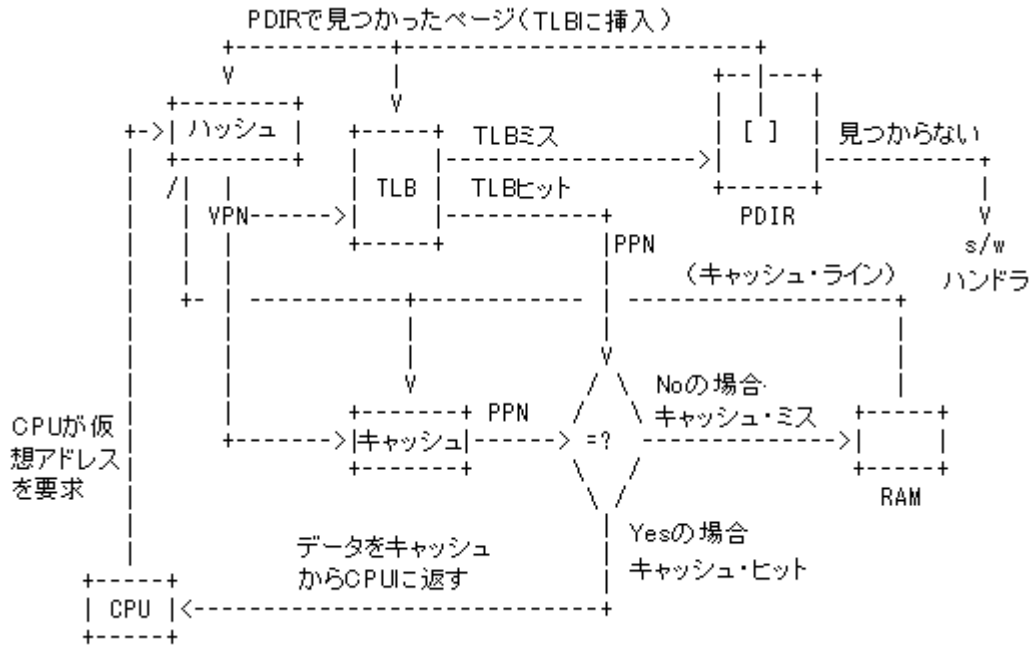 PDIRで見つかったページ(TLBに挿入)
ハッシュ
[ ]
TLBミス
見つからない
TLB
TLBヒット
VPN
PDIR
PPN
s/w
ハンドラ
(キャッシュ・ライン)
Noの場合
キャッシュ・ミス
PPN
キャッシュ
=?
CPUが仮
想アドレス
を要求
RAM
Yesの場合
キャッシュ・ヒット
データをキャッシュ
からCPUに返す
CPU